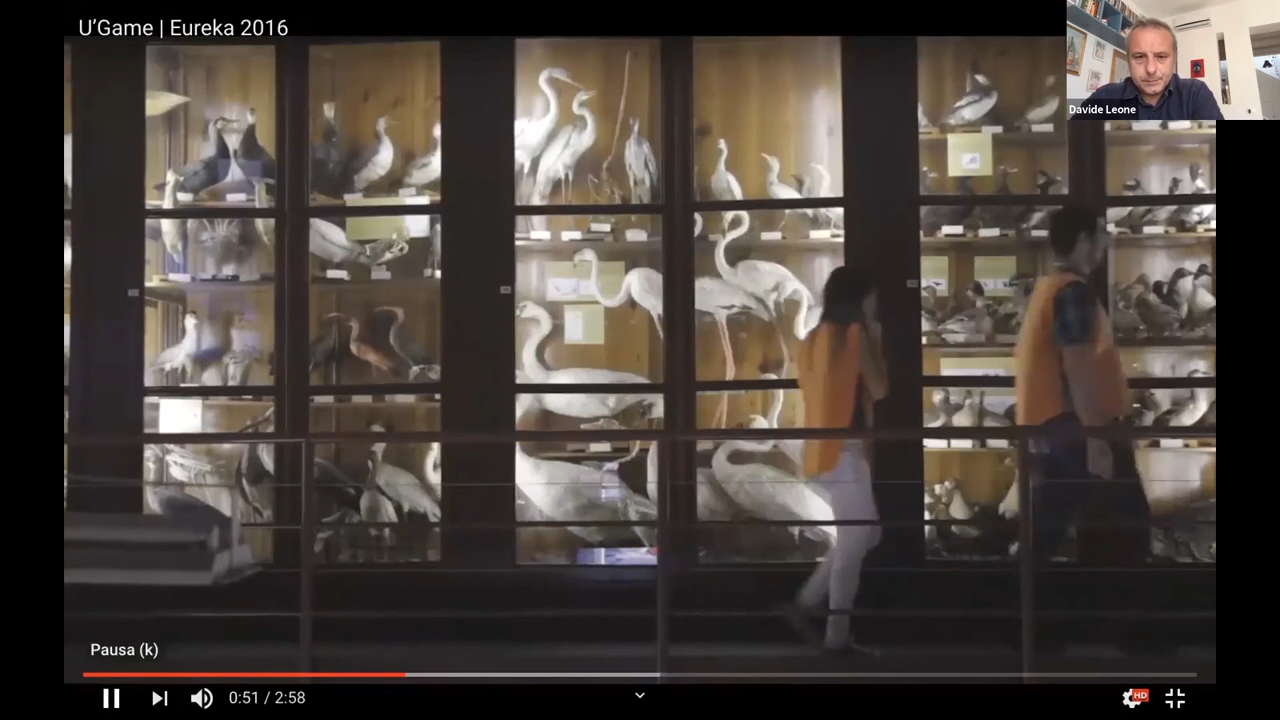 U'Game | Eureka 2016
Davide Leone
Pausa (k)
0:51 / 2:58
HD